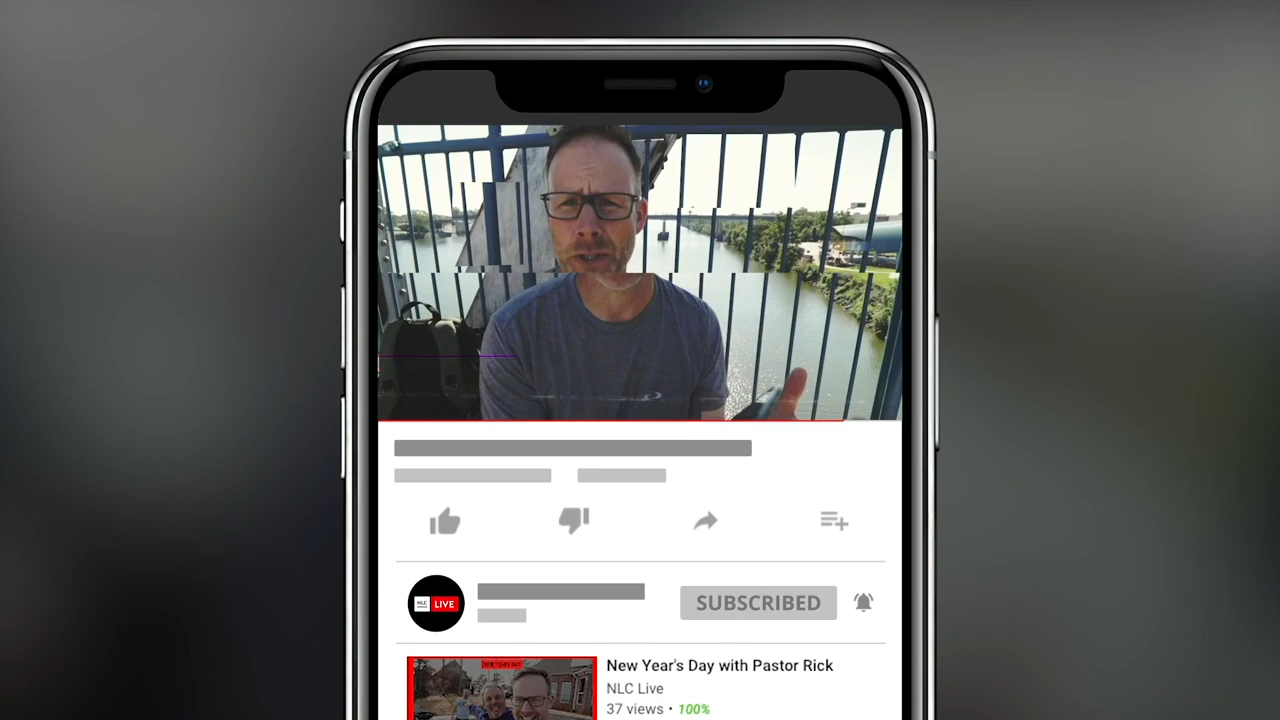 NLC LIVE
SUBSCRIBED
New Year's Day with Pastor Rick
NLC Live
37 views • 100%